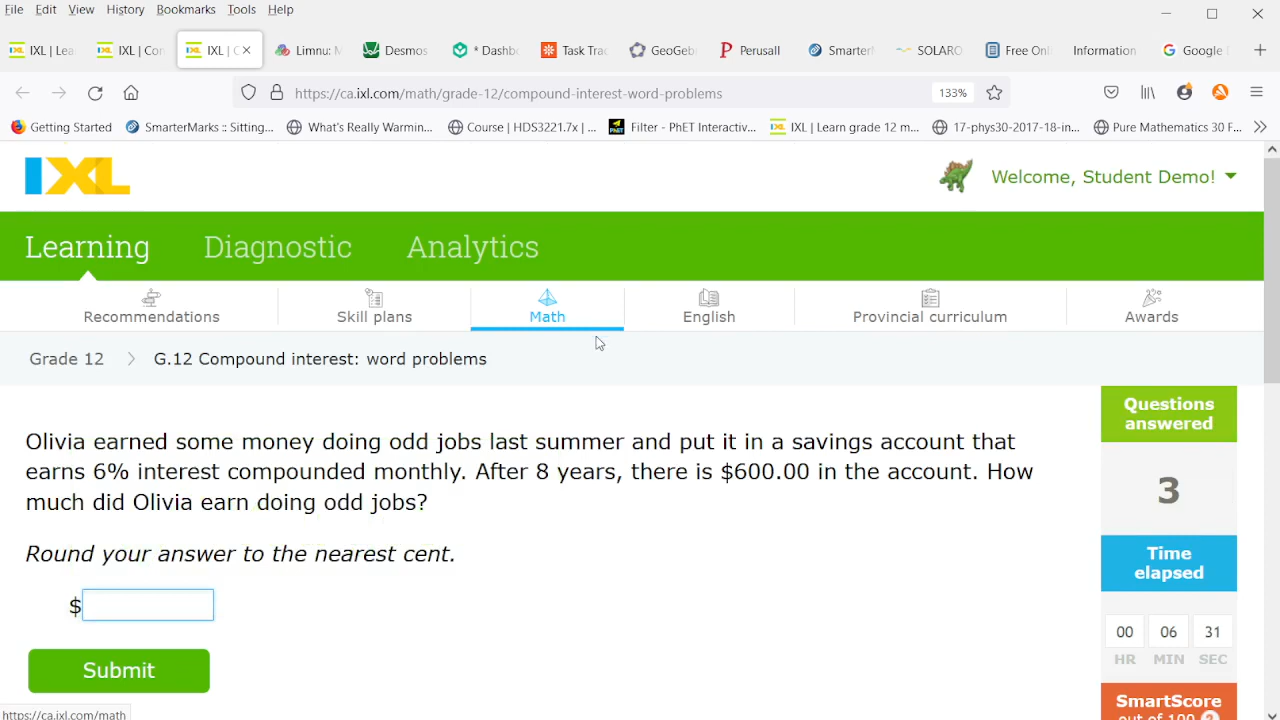 File Edit View History Bookmarks Tools Help
IXL | Lea IXL | Con IXL | C Limnu: M Desmos * Dashb Task Trac GeoGeb Perusall Smarter SOLARO Free Onl Information Google
https://ca.ixl.com/math/grade-12/compound-interest-word-problems 133%
Getting Started SmarterMarks :: Sitting... What's Really Warmin... Course | HDS3221.7x | ... Filter - PhET Interactiv... IXL | Learn grade 12 m... 17-phys30-2017-18-in... Pure Mathematics 30 F...
IXL
Welcome, Student Demo!
Learning Diagnostic Analytics
Recommendations Skill plans Math English Provincial curriculum Awards
Grade 12 > G.12 Compound interest: word problems
Olivia earned some money doing odd jobs last summer and put it in a savings account that
earns 6% interest compounded monthly. After 8 years, there is $600.00 in the account. How
much did Olivia earn doing odd jobs?
Round your answer to the nearest cent.
$
Submit
Questions
answered
3
Time
elapsed
00 06 31
HR MIN SEC
SmartScore
out of 100 ?
https://ca.ixl.com/math